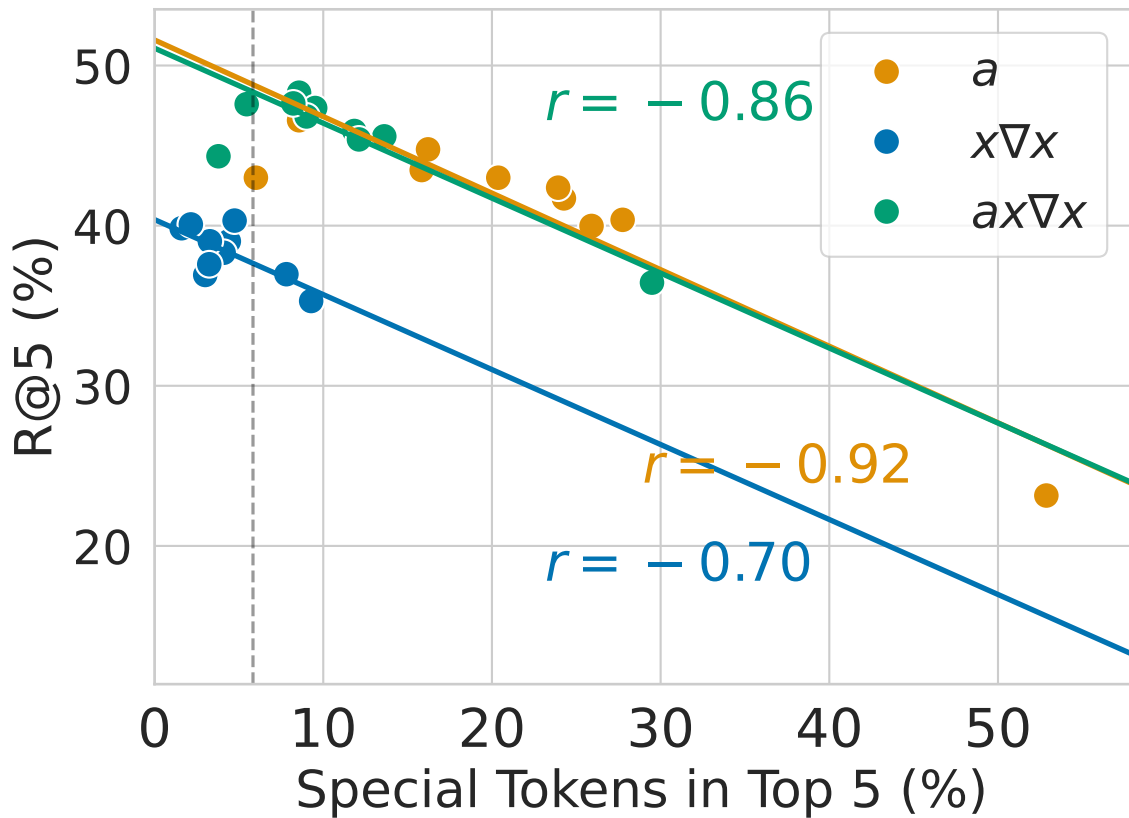 50
40
30
20
0
10
20
30
40
50
R@5 (%)
Special Tokens in Top 5 (%)
r = − 0.86
r = − 0.92
r = − 0.70
a
x∇x
ax∇x